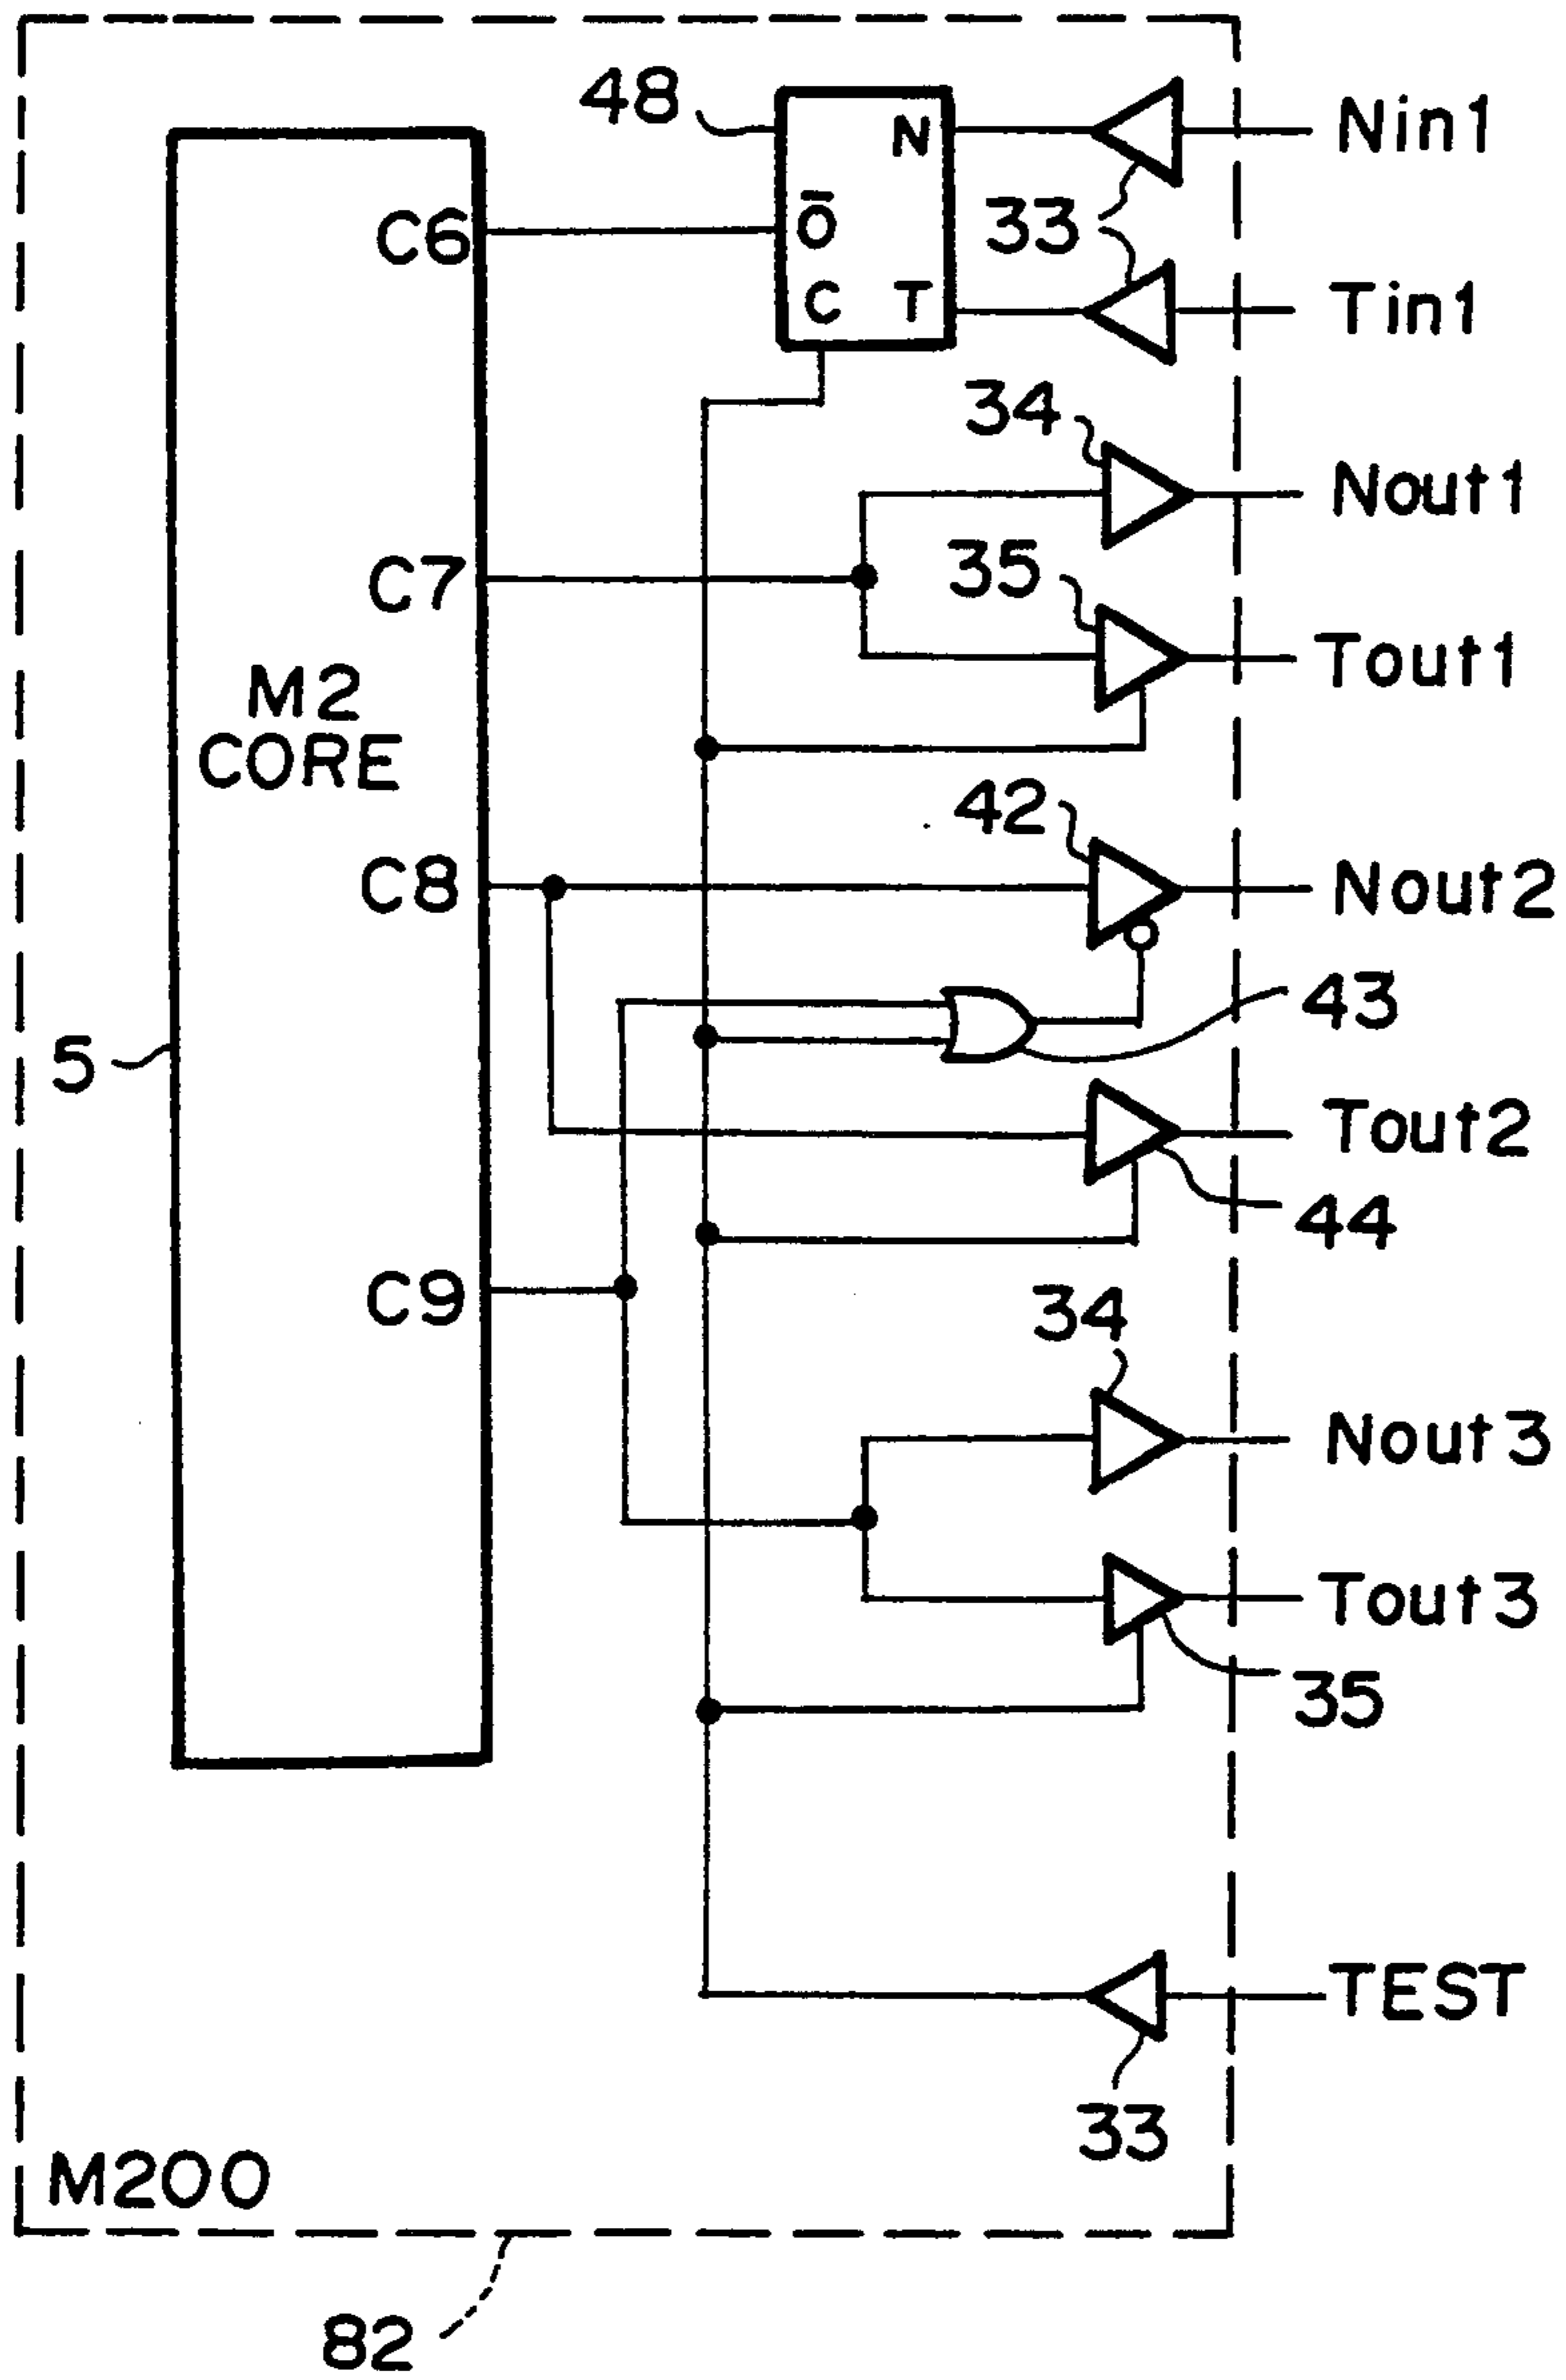 48
N
Nin1
C6
O̅
33
C
T
Tin1
34
Nout1
C7
35
Tout1
M2
CORE
42
C8
Nout2
43
5
Tout2
44
C9
34
Nout3
Tout3
35
TEST
33
M200
82